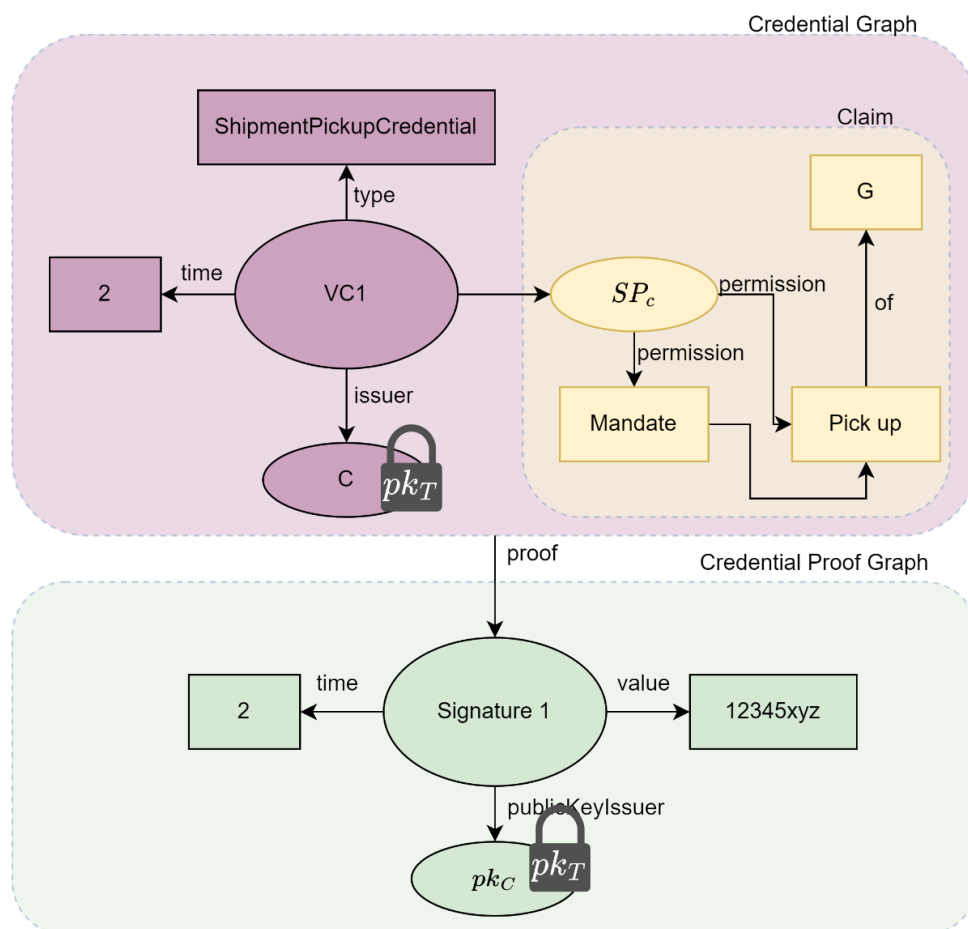 Credential Graph
Claim
ShipmentPickupCredential
G
type
time
2
VC1
SP_c
permission
of
permission
issuer
Mandate
Pick up
C
pk_T
proof
Credential Proof Graph
time
value
2
Signature 1
12345xyz
publicKeyIssuer
pk_C
pk_T